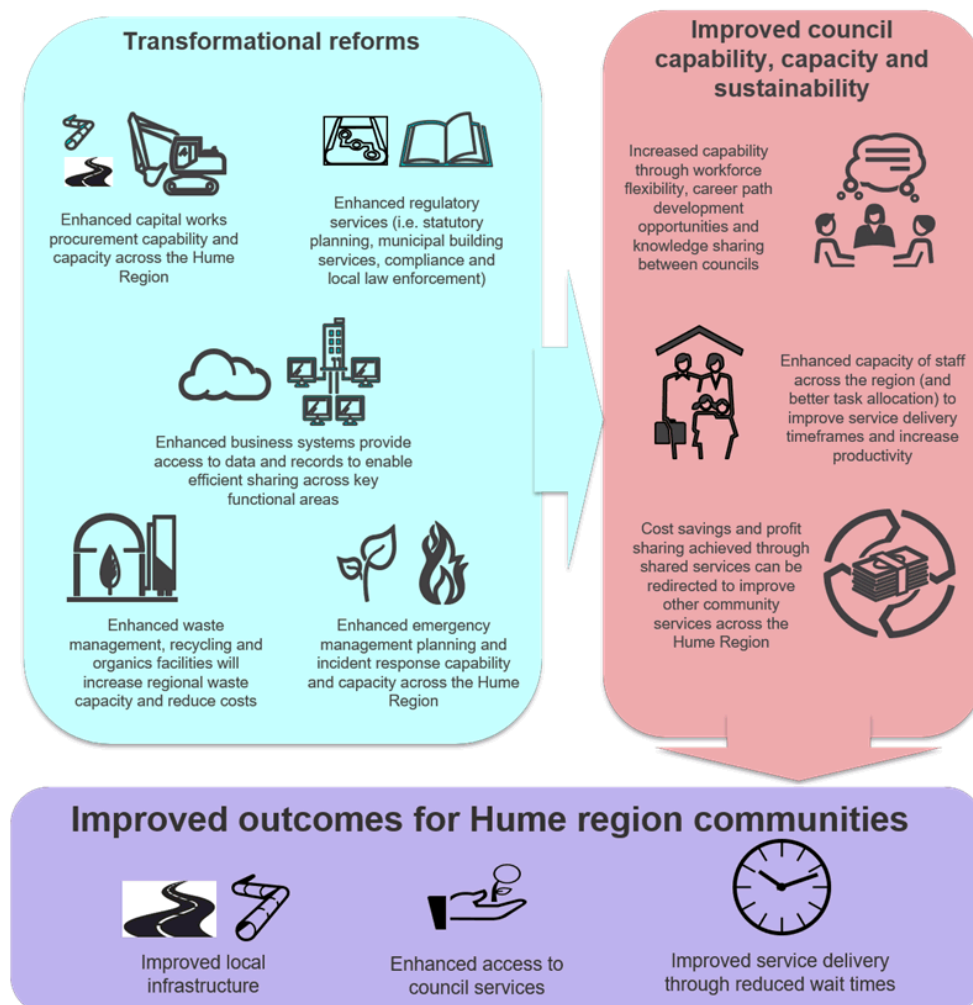 Transformational reforms
Enhanced capital works
procurement capability and
capacity across the Hume
Region
Enhanced regulatory
services (i.e. statutory
planning, municipal building
services, compliance and
local law enforcement)
Enhanced business systems provide
access to data and records to enable
efficient sharing across key
functional areas
Enhanced waste
management, recycling and
organics facilities will
increase regional waste
capacity and reduce costs
Enhanced emergency
management planning and
incident response capability
and capacity across the Hume
Region
Improved council
capability, capacity and
sustainability
Increased capability
through workforce
flexibility, career path
development
opportunities and
knowledge sharing
between councils
Enhanced capacity of staff
across the region (and
better task allocation) to
improve service delivery
timeframes and increase
productivity
Cost savings and profit
sharing achieved through
shared services can be
redirected to improve
other community
services across the
Hume Region
Improved outcomes for Hume region communities
Improved local
infrastructure
Enhanced access to
council services
Improved service delivery
through reduced wait times